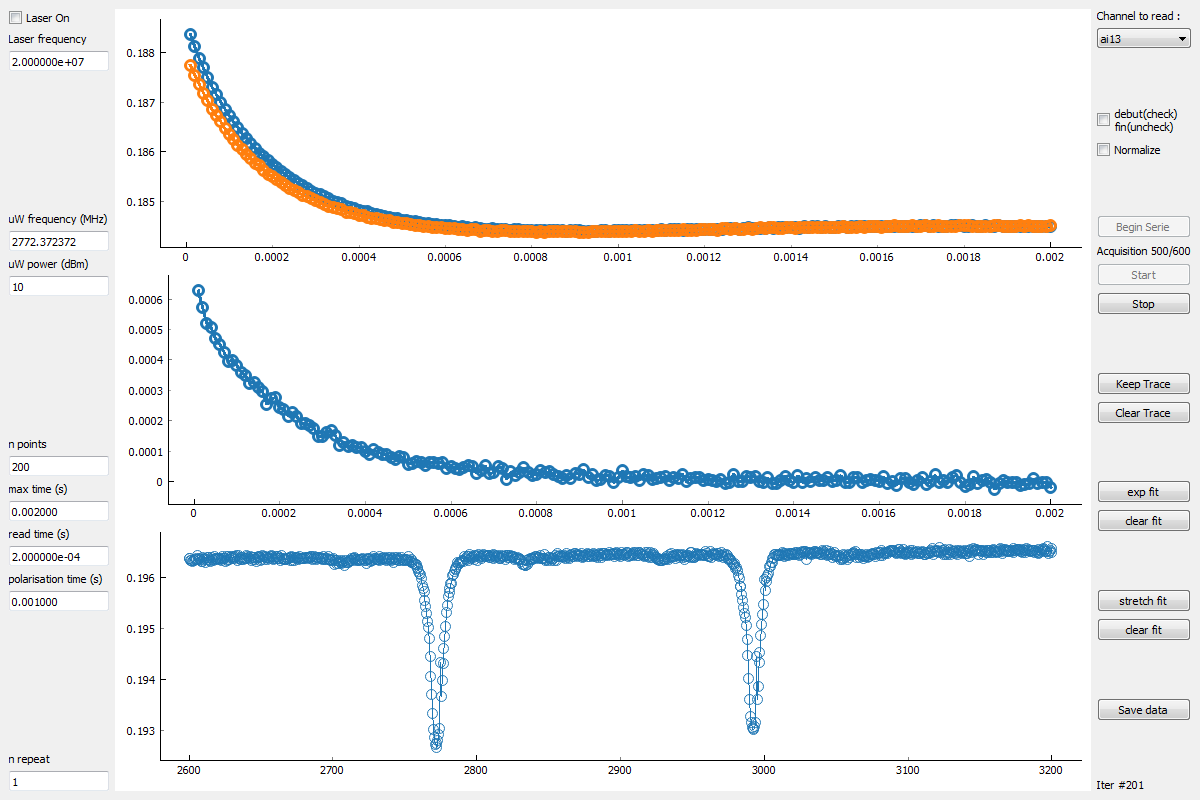 Laser On
Laser frequency
2.000000e+07
uW frequency (MHz)
2772.372372
uW power (dBm)
10
n points
200
max time (s)
0.002000
read time (s)
2.000000e-04
polarisation time (s)
0.001000
n repeat
1
0.188
0.187
0.186
0.185
0 0.0002 0.0004 0.0006 0.0008 0.001 0.0012 0.0014 0.0016 0.0018 0.002
0.0006
0.0005
0.0004
0.0003
0.0002
0.0001
0
0 0.0002 0.0004 0.0006 0.0008 0.001 0.0012 0.0014 0.0016 0.0018 0.002
0.196
0.195
0.194
0.193
2600 2700 2800 2900 3000 3100 3200
Channel to read :
ai13
debut(check)
fin(uncheck)
Normalize
Begin Serie
Acquisition 500/600
Start
Stop
Keep Trace
Clear Trace
exp fit
clear fit
stretch fit
clear fit
Save data
Iter #201